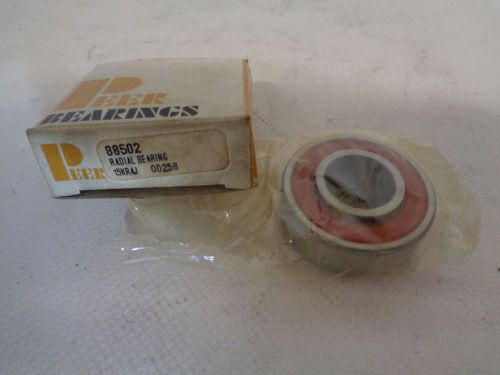 PEER
BEARINGS
PEER
88502
RADIAL BEARING
15KRAJ 00258